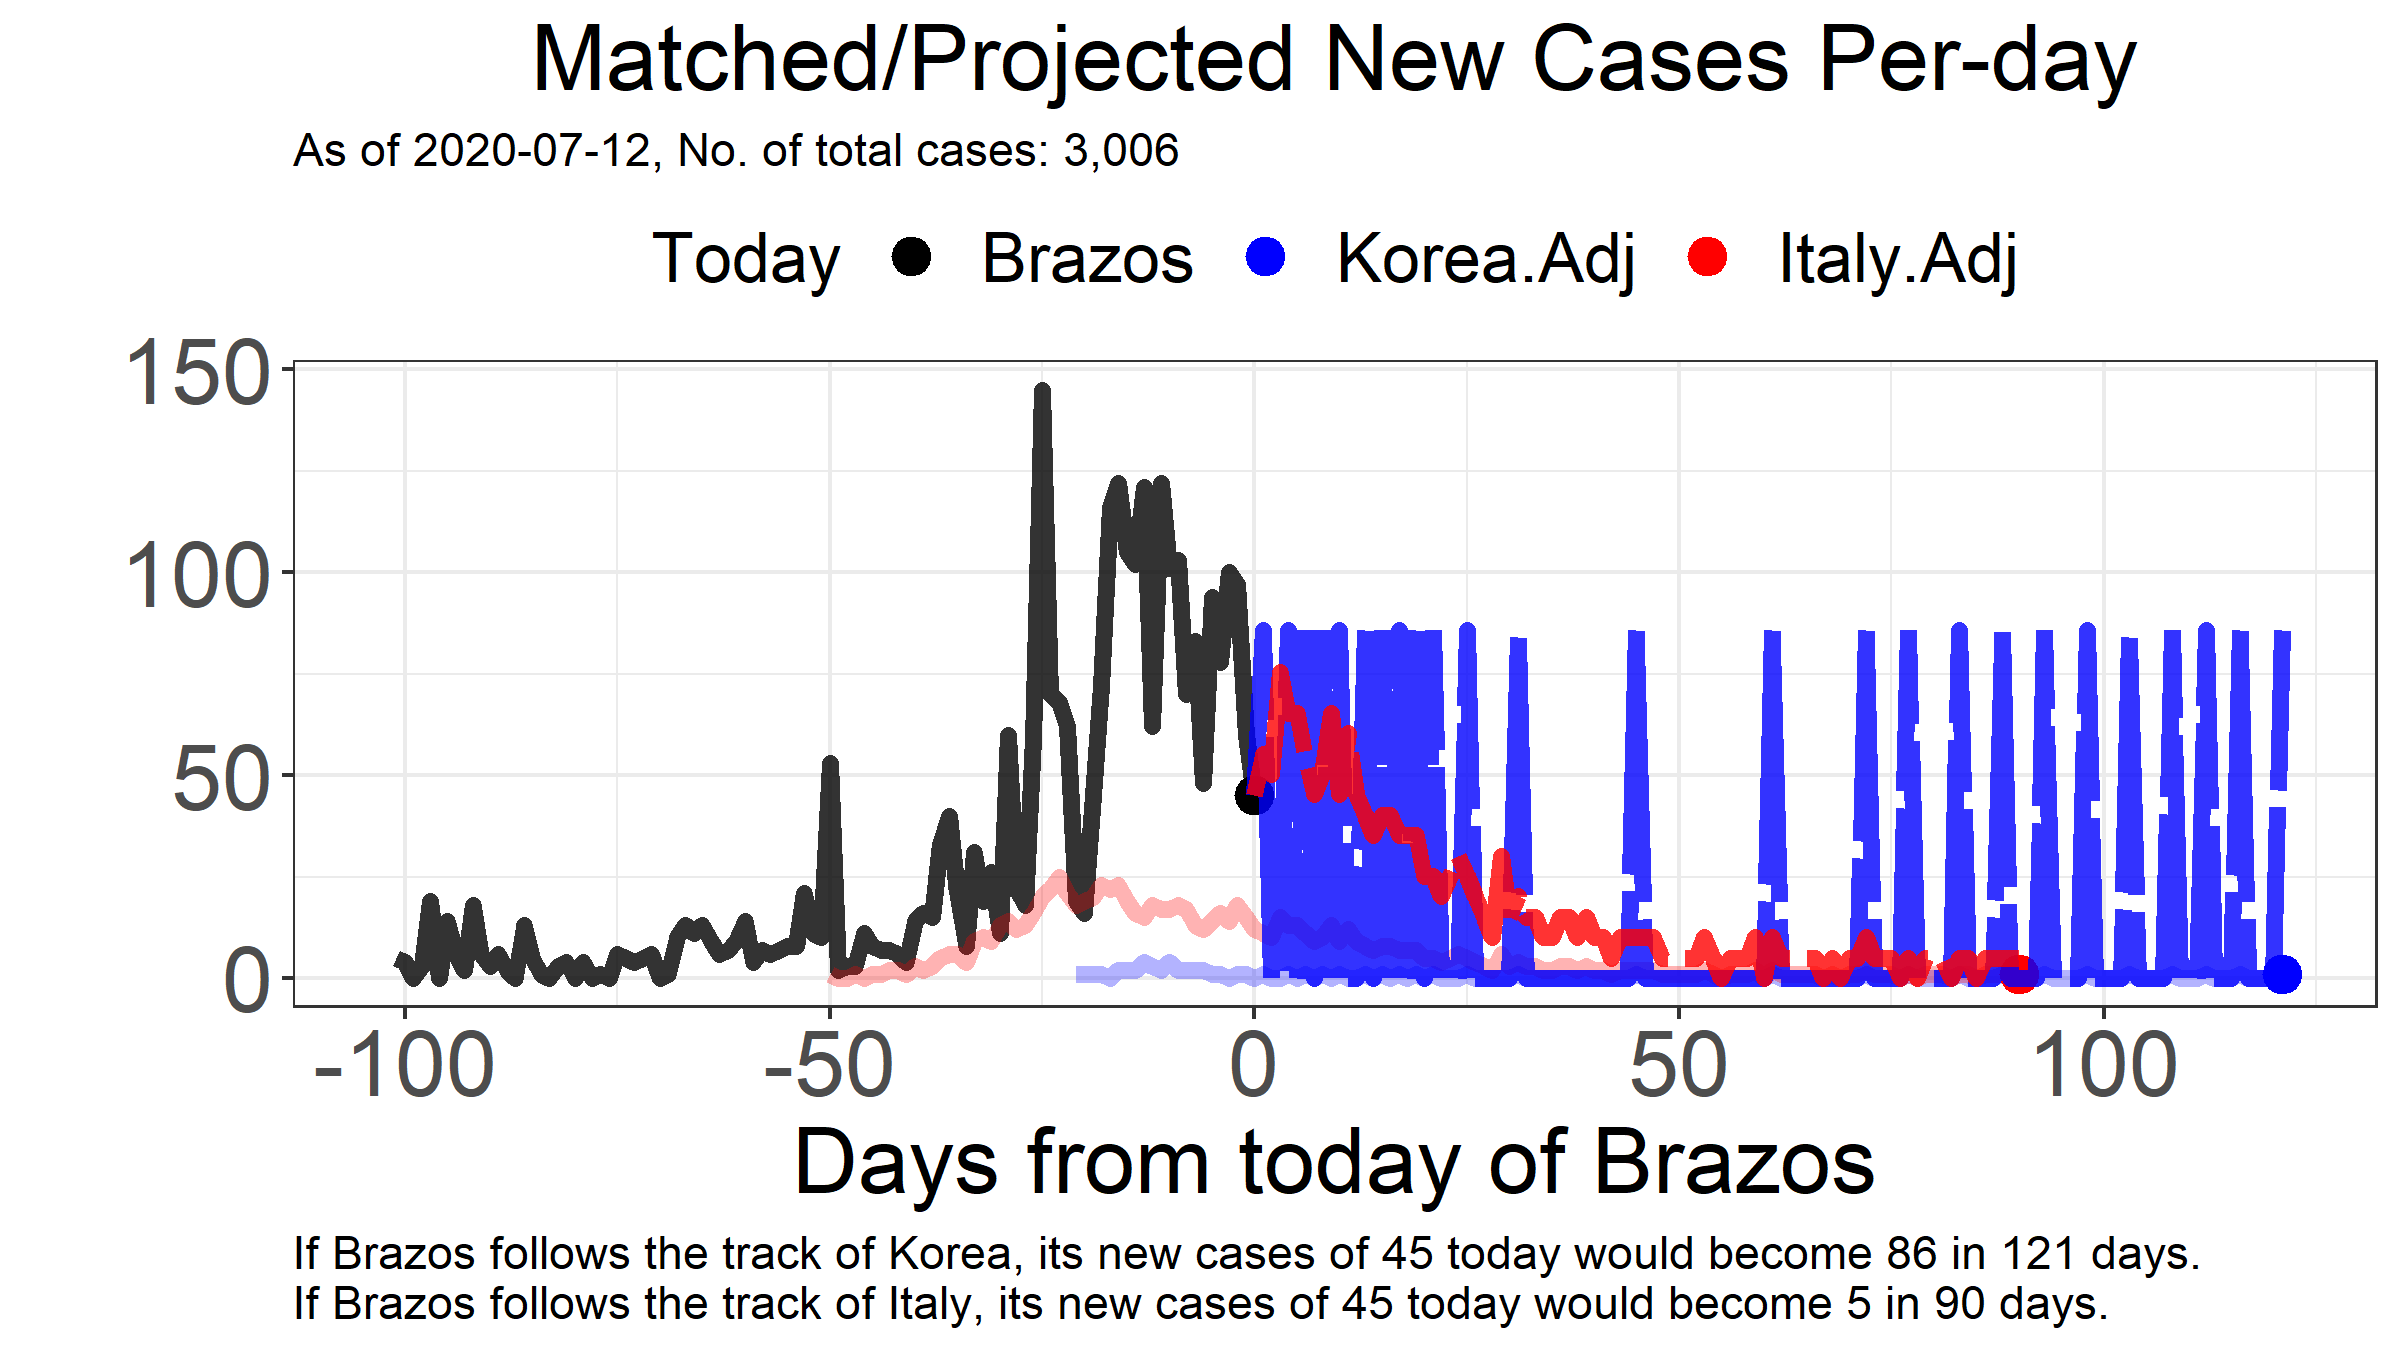 Matched/Projected New Cases Per-day
As of 2020-07-12, No. of total cases: 3,006
Today Brazos Korea.Adj Italy.Adj
150
100
50
0
-100 -50 0 50 100
Days from today of Brazos
If Brazos follows the track of Korea, its new cases of 45 today would become 86 in 121 days.
If Brazos follows the track of Italy, its new cases of 45 today would become 5 in 90 days.